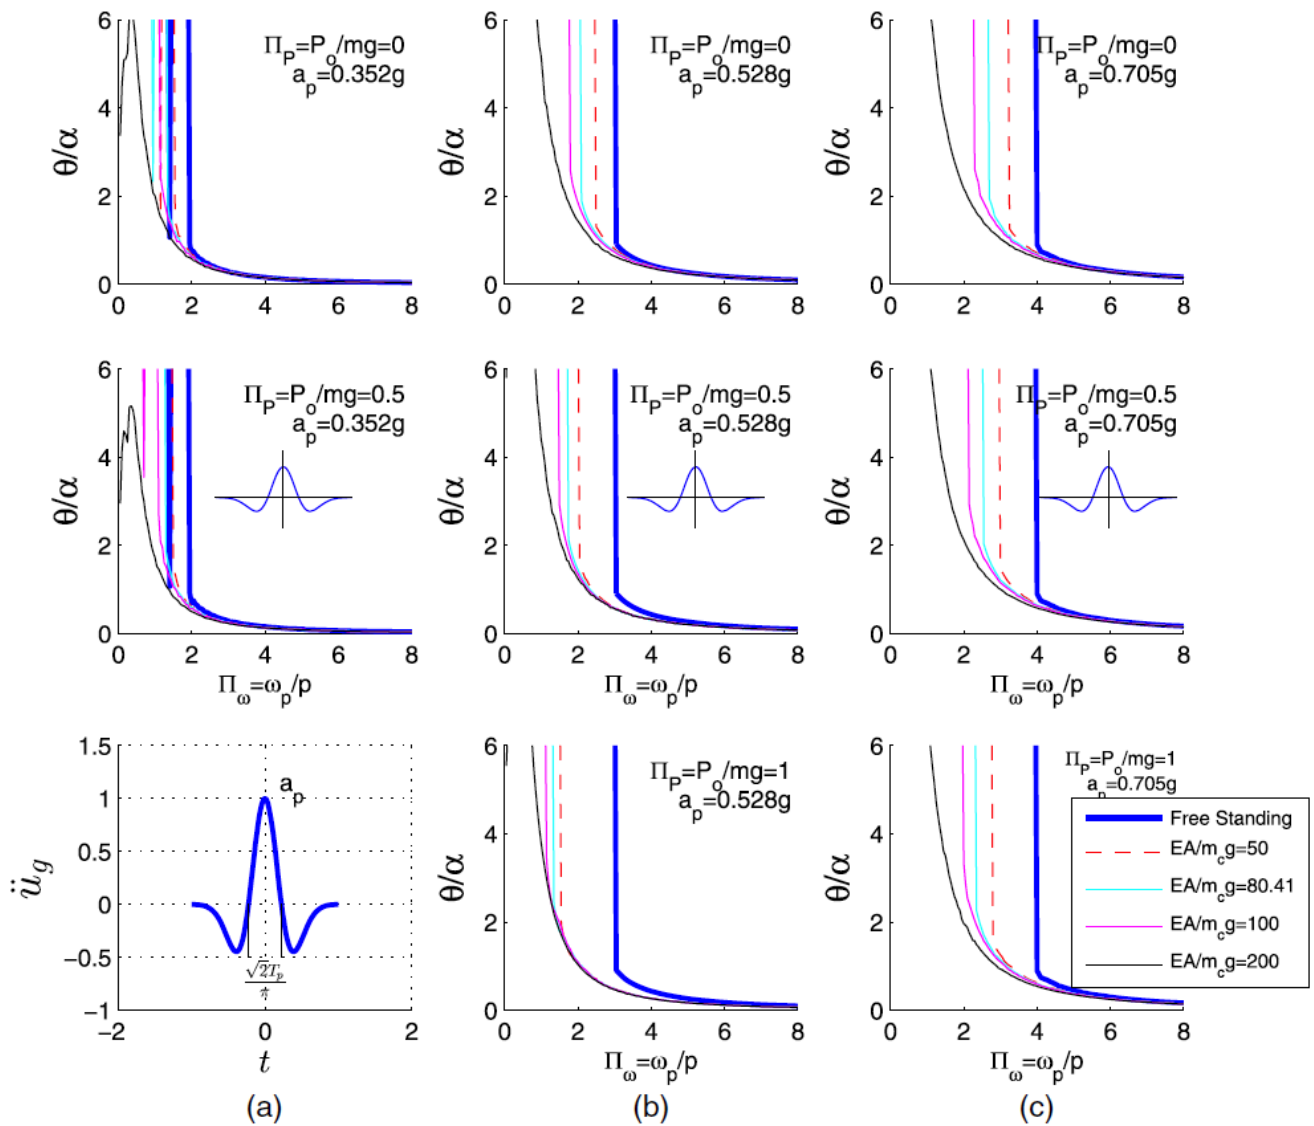 6
4
2
0
θ/α
Π_P=P_o/mg=0
a_p=0.352g
0 2 4 6 8
6
4
2
0
θ/α
Π_P=P_o/mg=0
a_p=0.528g
0 2 4 6 8
6
4
2
0
θ/α
Π_P=P_o/mg=0
a_p=0.705g
0 2 4 6 8
6
4
2
0
θ/α
Π_P=P_o/mg=0.5
a_p=0.352g
0 2 4 6 8
Π_ω=ω_p/p
6
4
2
0
θ/α
Π_P=P_o/mg=0.5
a_p=0.528g
0 2 4 6 8
Π_ω=ω_p/p
6
4
2
0
θ/α
Π_P=P_o/mg=0.5
a_p=0.705g
0 2 4 6 8
Π_ω=ω_p/p
1.5
1
0.5
0
−0.5
−1
ü_g
a_p
√2T_p/π
−2 0 2
t
(a)
6
4
2
0
θ/α
Π_P=P_o/mg=1
a_p=0.528g
0 2 4 6 8
Π_ω=ω_p/p
(b)
6
4
2
0
θ/α
Π_P=P_o/mg=1
a_p=0.705g
Free Standing
EA/m_cg=50
EA/m_cg=80.41
EA/m_cg=100
EA/m_cg=200
0 2 4 6 8
Π_ω=ω_p/p
(c)